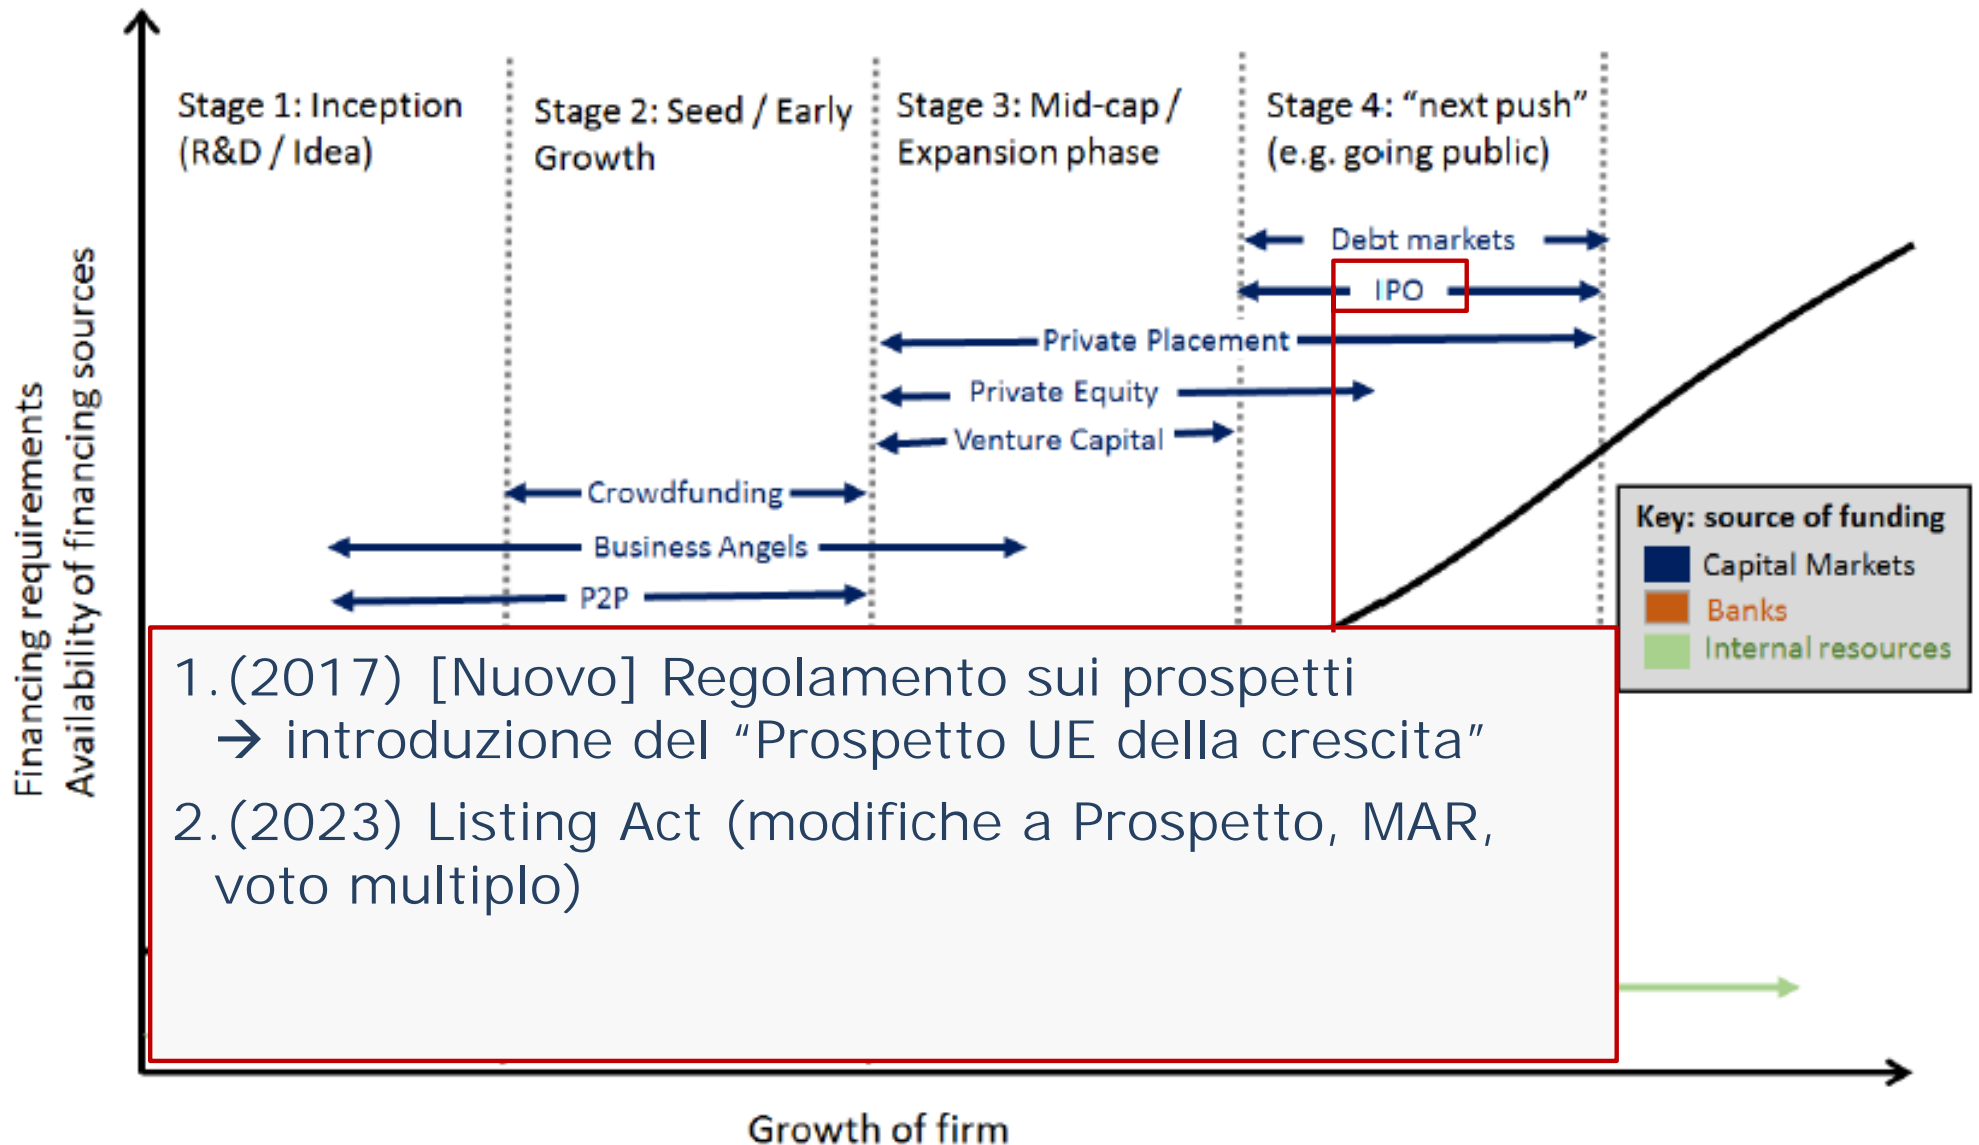 Stage 1: Inception
(R&D / Idea)
Stage 2: Seed / Early
Growth
Stage 3: Mid-cap /
Expansion phase
Stage 4: “next push”
(e.g. going public)
Debt markets
IPO
Private Placement
Private Equity
Venture Capital
Crowdfunding
Business Angels
P2P
Financing requirements
Availability of financing sources
Key: source of funding
Capital Markets
Banks
Internal resources
1.(2017) [Nuovo] Regolamento sui prospetti
→ introduzione del “Prospetto UE della crescita”
2.(2023) Listing Act (modifiche a Prospetto, MAR,
voto multiplo)
Growth of firm